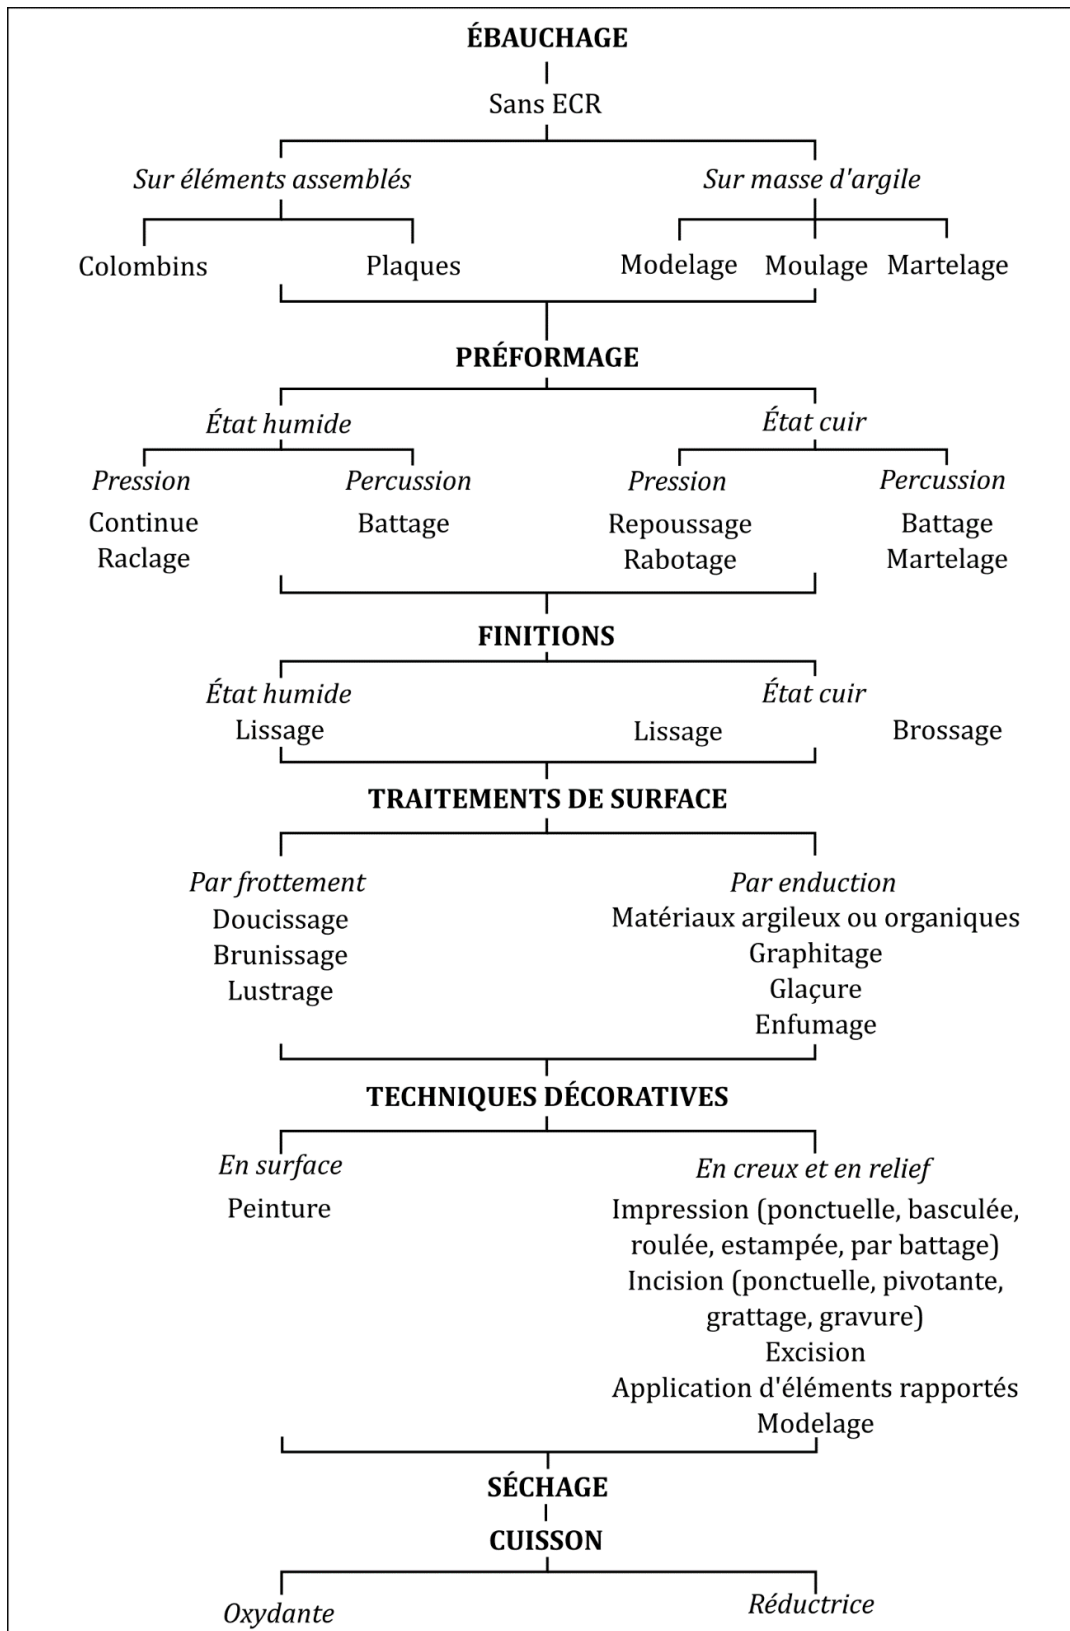 ÉBAUCHAGE
Sans ECR
Sur éléments assemblés
Sur masse d'argile
Colombins
Plaques
Modelage
Moulage
Martelage
PRÉFORMAGE
État humide
État cuir
Pression
Percussion
Pression
Percussion
Continue
Battage
Repoussage
Battage
Raclage
Rabotage
Martelage
FINITIONS
État humide
État cuir
Lissage
Lissage
Brossage
TRAITEMENTS DE SURFACE
Par frottement
Par enduction
Doucissage
Matériaux argileux ou organiques
Brunissage
Graphitage
Lustrage
Glaçure
Enfumage
TECHNIQUES DÉCORATIVES
En surface
En creux et en relief
Peinture
Impression (ponctuelle, basculée,
roulée, estampée, par battage)
Incision (ponctuelle, pivotante,
grattage, gravure)
Excision
Application d'éléments rapportés
Modelage
SÉCHAGE
CUISSON
Oxydante
Réductrice